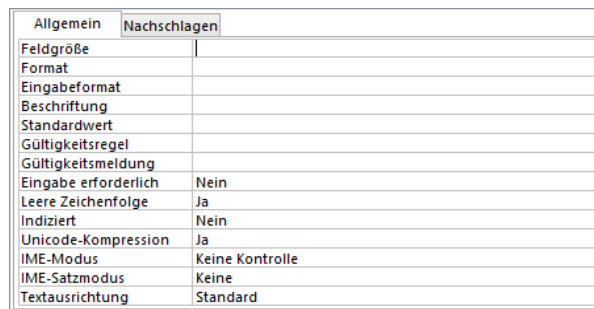 Allgemein Nachschlagen
Feldgröße
Format
Eingabeformat
Beschriftung
Standardwert
Gültigkeitsregel
Gültigkeitsmeldung
Eingabe erforderlich Nein
Leere Zeichenfolge Ja
Indiziert Nein
Unicode-Kompression Ja
IME-Modus Keine Kontrolle
IME-Satzmodus Keine
Textausrichtung Standard